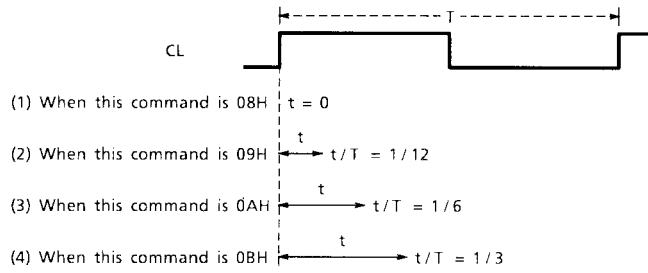 T
CL
(1) When this command is 08H t = 0
t
(2) When this command is 09H t/T = 1/12
t
(3) When this command is 0AH t/T = 1/6
t
(4) When this command is 0BH t/T = 1/3